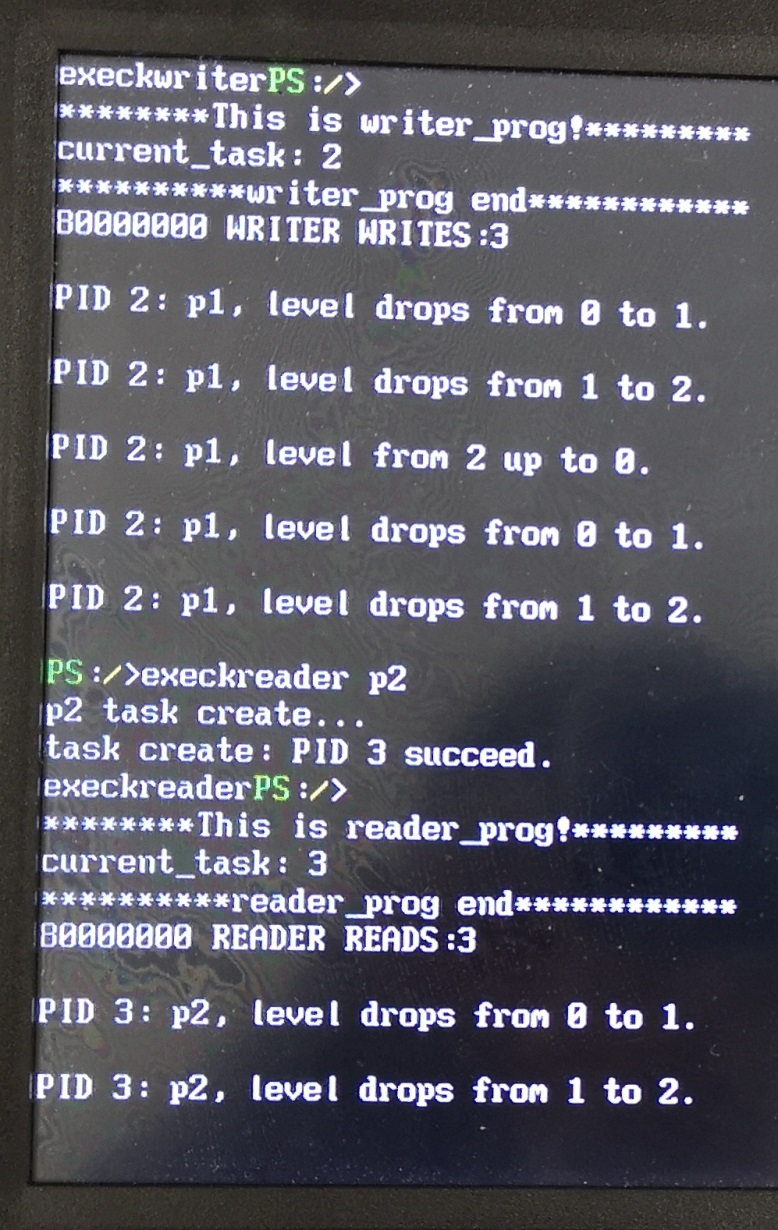 execkwriterPS:/>
********This is writer_prog!*********
current_task: 2
**********writer_prog end************
80000000 WRITER WRITES:3
PID 2: p1, level drops from 0 to 1.
PID 2: p1, level drops from 1 to 2.
PID 2: p1, level from 2 up to 0.
PID 2: p1, level drops from 0 to 1.
PID 2: p1, level drops from 1 to 2.
PS:/>execkreader p2
p2 task create...
task create: PID 3 succeed.
execkreaderPS:/>
********This is reader_prog!*********
current_task: 3
**********reader_prog end************
80000000 READER READS:3
PID 3: p2, level drops from 0 to 1.
PID 3: p2, level drops from 1 to 2.